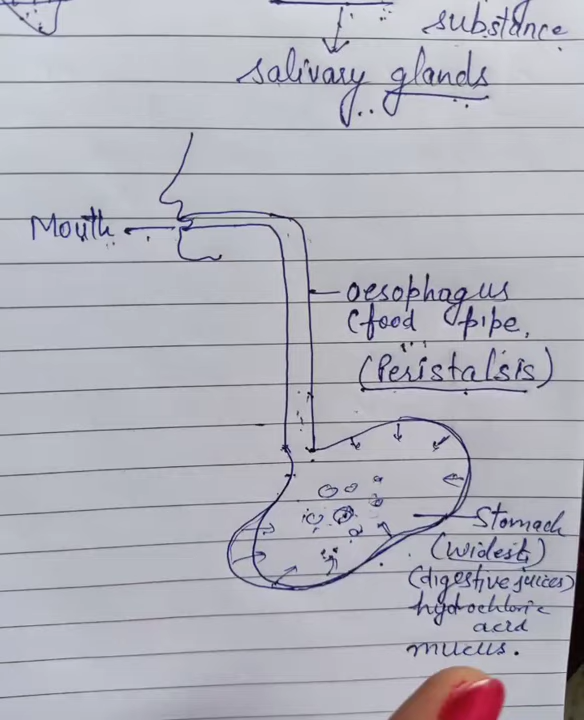 substance
salivary glands
Mouth
oesophagus
(food pipe,
(Peristalsis)
Stomach
(widest)
(digestive juices)
hydrochloric
acid
mucus.